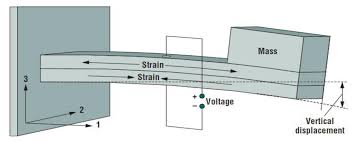 Mass
Strain
Strain
3
2
1
+
−
Voltage
Vertical
displacement